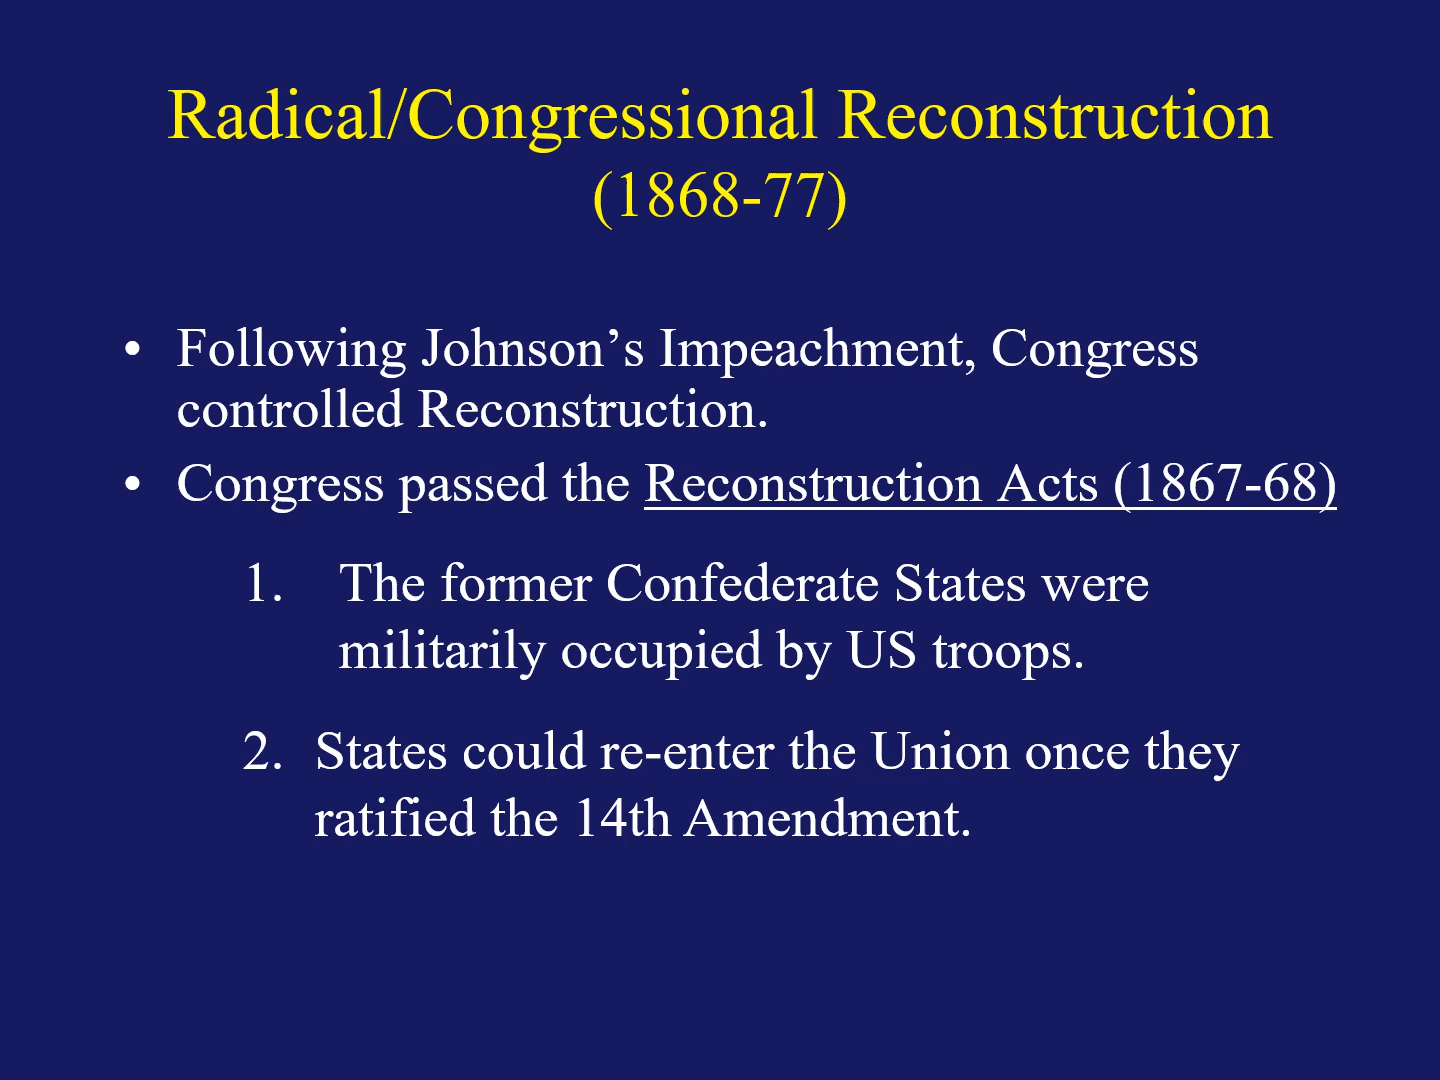 Radical/Congressional Reconstruction
(1868-77)
• Following Johnson’s Impeachment, Congress
controlled Reconstruction.
• Congress passed the Reconstruction Acts (1867-68)
1. The former Confederate States were
militarily occupied by US troops.
2. States could re-enter the Union once they
ratified the 14th Amendment.